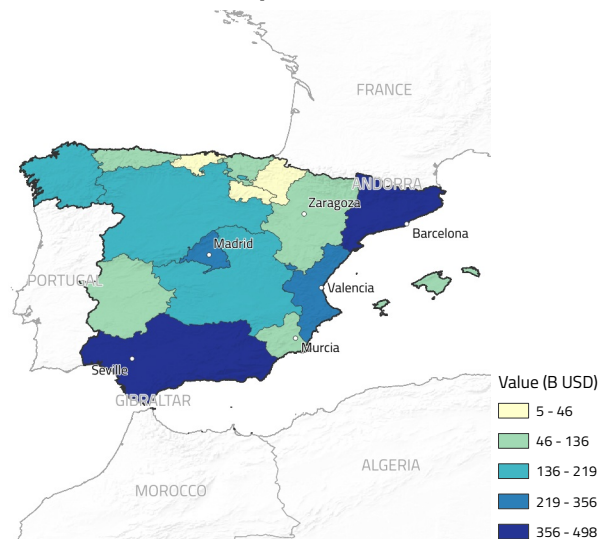 FRANCE
ANDORRA
Zaragoza
Barcelona
Madrid
PORTUGAL
Valencia
Murcia
Seville
GIBRALTAR
Value (B USD)
5 - 46
46 - 136
136 - 219
219 - 356
356 - 498
ALGERIA
MOROCCO